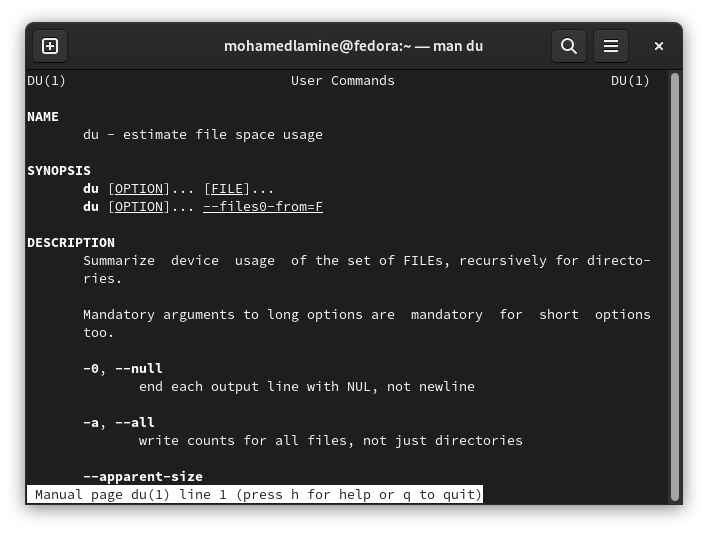 mohamedlamine@fedora:~ — man du
DU(1) User Commands DU(1)
NAME
du - estimate file space usage
SYNOPSIS
du [OPTION]... [FILE]...
du [OPTION]... --files0-from=F
DESCRIPTION
Summarize  device  usage  of the set of FILEs, recursively for directo-
ries.
Mandatory arguments to long options are  mandatory  for  short  options
too.
-0, --null
end each output line with NUL, not newline
-a, --all
write counts for all files, not just directories
--apparent-size
Manual page du(1) line 1 (press h for help or q to quit)